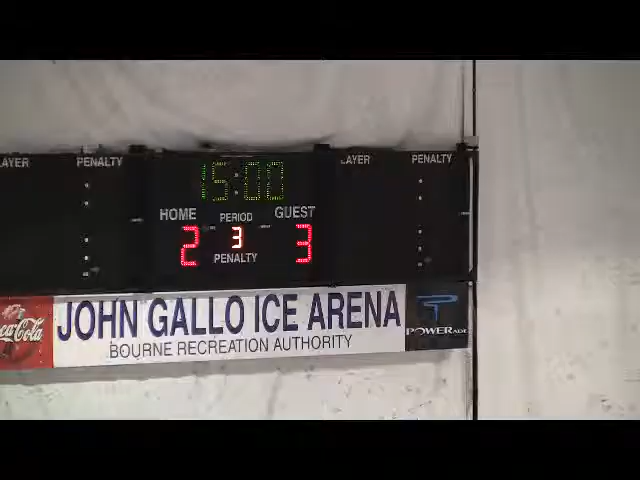 LAYER PENALTY 15:00 LAYER PENALTY
HOME PERIOD GUEST
2 3 3
PENALTY
Coca-Cola JOHN GALLO ICE ARENA POWERADE
BOURNE RECREATION AUTHORITY